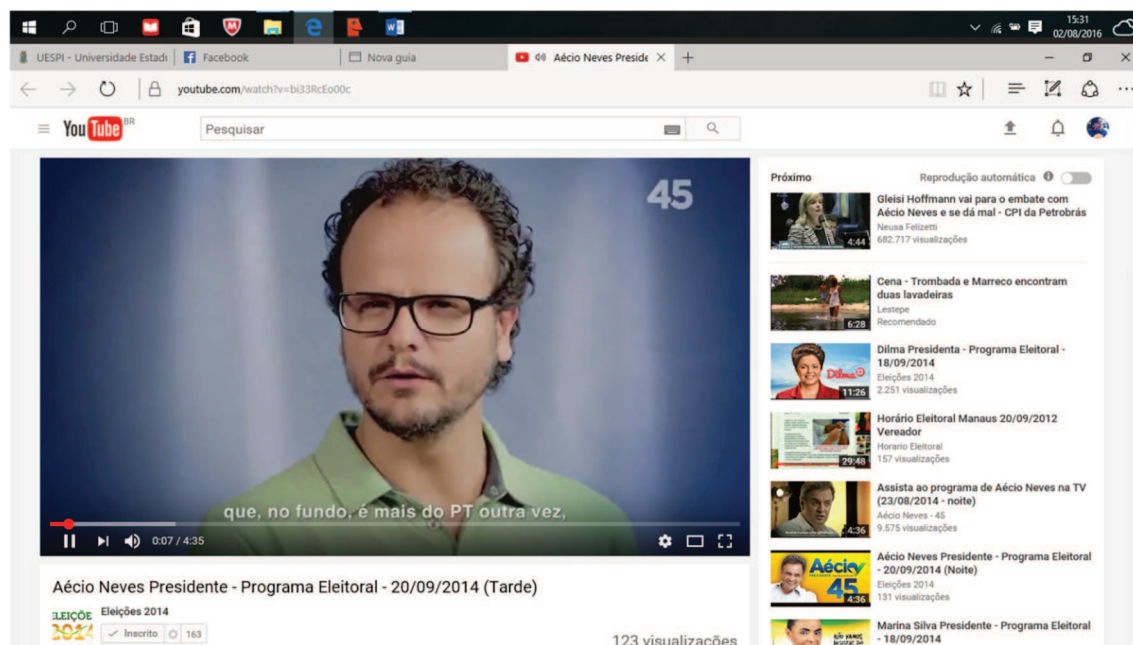 15:31
02/08/2016
UESPI - Universidade Estadu
Facebook
Nova guia
Aécio Neves Preside
youtube.com/watch?v=bi33RcEo00c
YouTube BR
Pesquisar
45
que, no fundo, é mais do PT outra vez,
0:07 / 4:35
Aécio Neves Presidente - Programa Eleitoral - 20/09/2014 (Tarde)
ELEIÇÕE
2014
Eleições 2014
Inscrito 163
123 visualizações
Próximo
Reprodução automática
Gleisi Hoffmann vai para o embate com
Aécio Neves e se dá mal - CPI da Petrobrás
Neusa Felizetti
682.717 visualizações
4:44
Cena - Trombada e Marreco encontram
duas lavadeiras
Lestepe
Recomendado
6:28
Dilma Presidenta - Programa Eleitoral -
18/09/2014
Eleições 2014
2.251 visualizações
Dilma
11:26
Horário Eleitoral Manaus 20/09/2012
Vereador
Horario Eleitoral
157 visualizações
29:48
Assista ao programa de Aécio Neves na TV
(23/08/2014 - noite)
Aécio Neves - 45
9.575 visualizações
4:36
Aécio Neves Presidente - Programa Eleitoral
- 20/09/2014 (Noite)
Eleições 2014
131 visualizações
Aécio
45
4:36
Marina Silva Presidente - Programa Eleitoral
- 18/09/2014
NÃO VAMOS